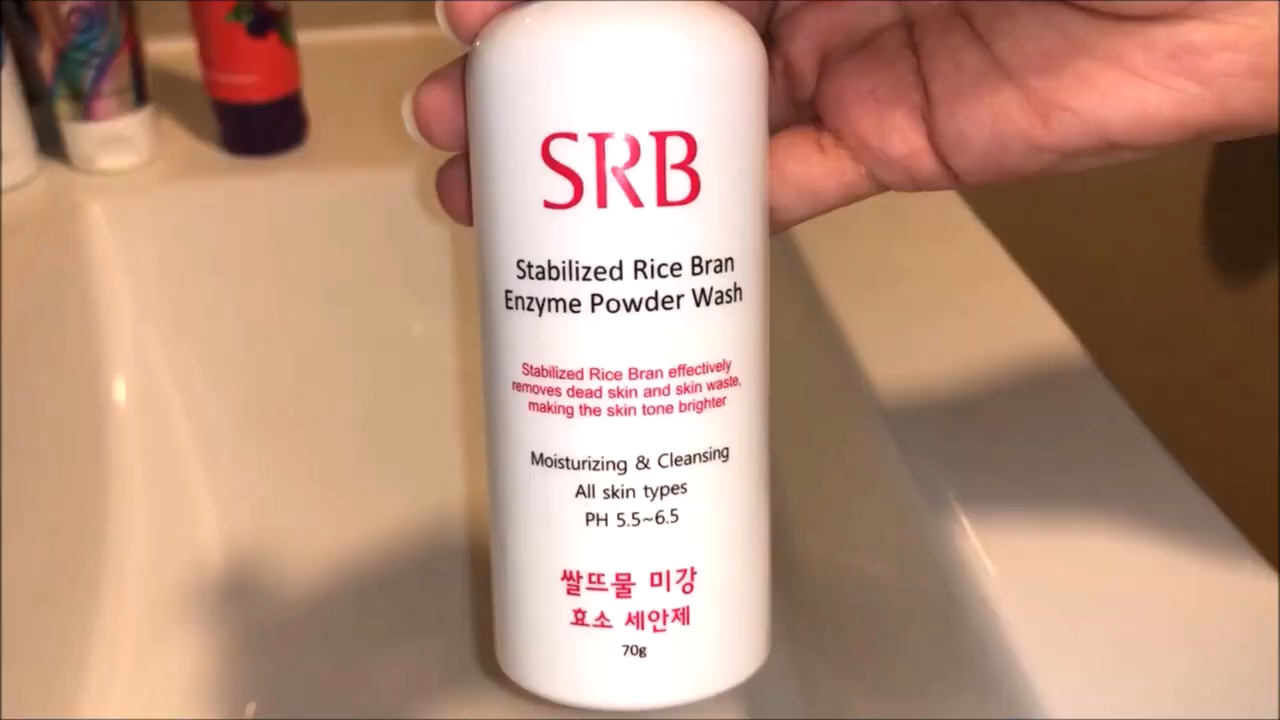 SRB
Stabilized Rice Bran
Enzyme Powder Wash
Stabilized Rice Bran effectively
removes dead skin and skin waste,
making the skin tone brighter
Moisturizing & Cleansing
All skin types
PH 5.5~6.5
쌀뜨물 미강
효소 세안제
70g